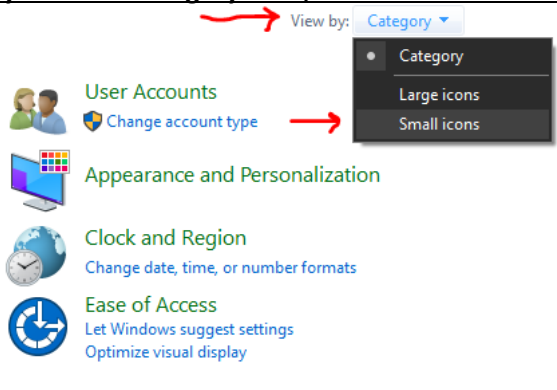 View by: Category
Category
Large icons
Small icons
User Accounts
Change account type
Appearance and Personalization
Clock and Region
Change date, time, or number formats
Ease of Access
Let Windows suggest settings
Optimize visual display